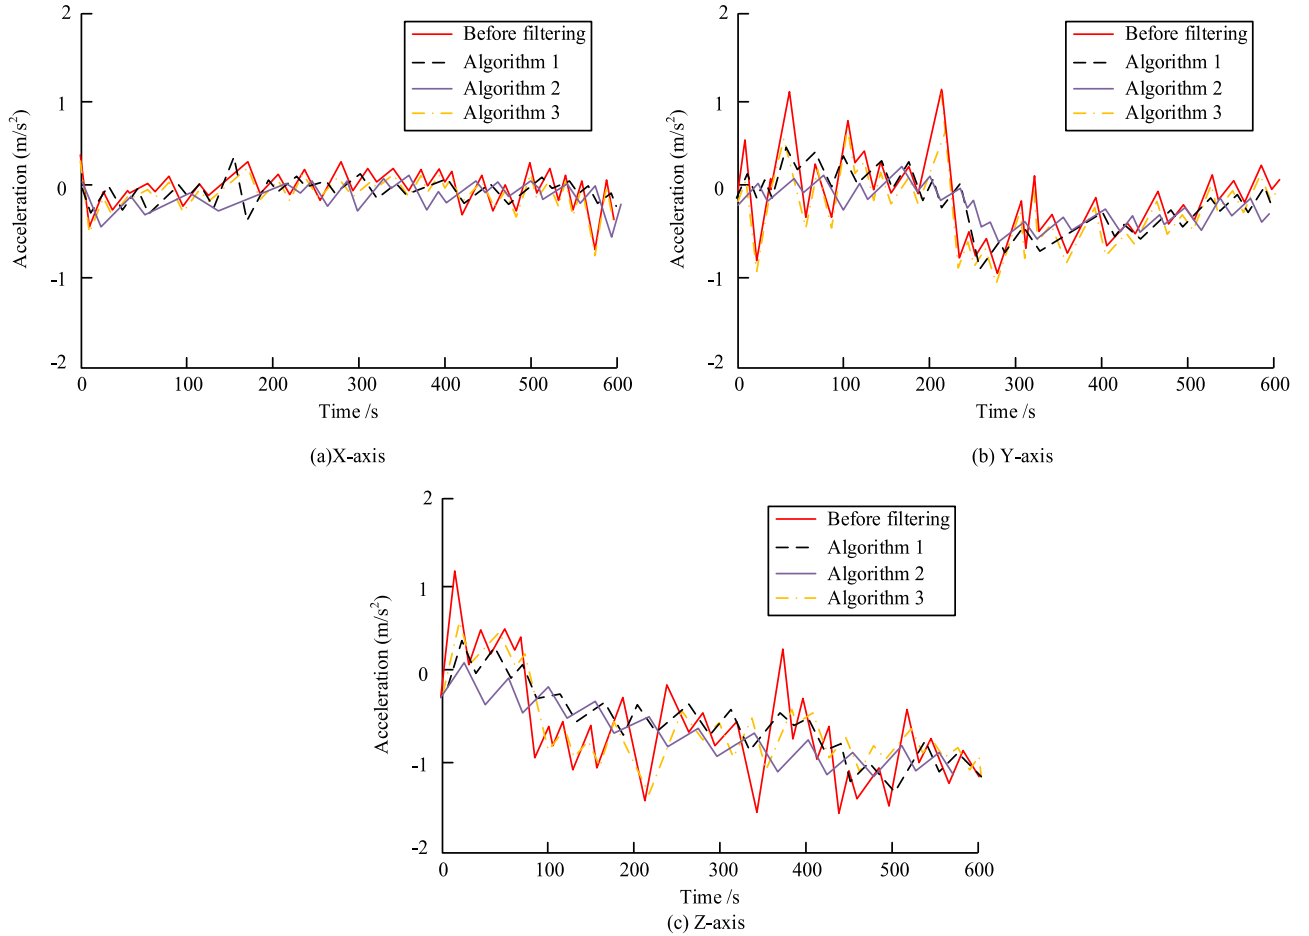 2
1
0
-1
-2
Acceleration (m/s²)
Before filtering
Algorithm 1
Algorithm 2
Algorithm 3
0 100 200 300 400 500 600
Time /s
(a)X-axis
2
1
0
-1
-2
Acceleration (m/s²)
Before filtering
Algorithm 1
Algorithm 2
Algorithm 3
0 100 200 300 400 500 600
Time /s
(b) Y-axis
2
1
0
-1
-2
Acceleration (m/s²)
Before filtering
Algorithm 1
Algorithm 2
Algorithm 3
0 100 200 300 400 500 600
Time /s
(c) Z-axis